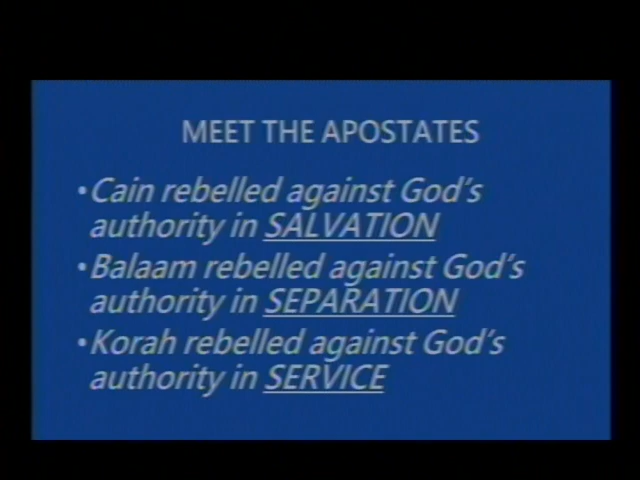 MEET THE APOSTATES
•Cain rebelled against God's
authority in SALVATION
•Balaam rebelled against God's
authority in SEPARATION
•Korah rebelled against God's
authority in SERVICE